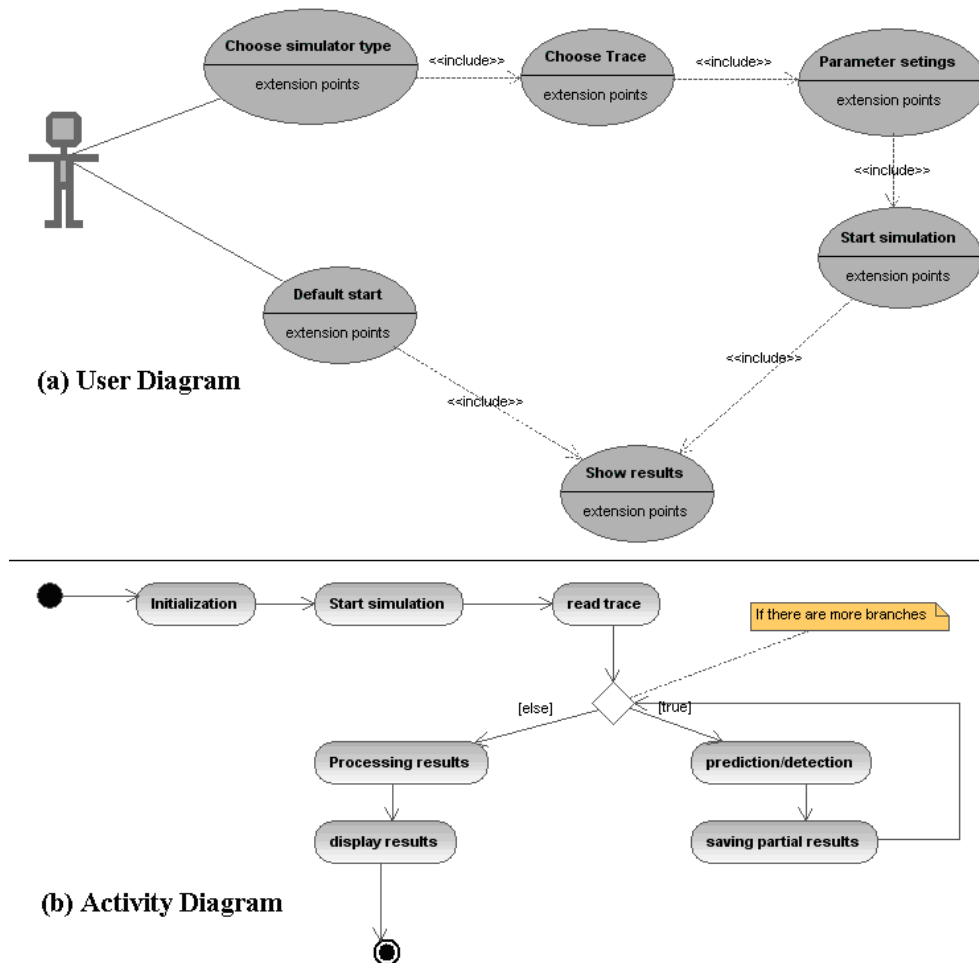 Choose simulator type
extension points
<<include>>
Choose Trace
extension points
<<include>>
Parameter setings
extension points
<<include>>
Start simulation
extension points
Default start
extension points
<<include>>
<<include>>
(a) User Diagram
Show results
extension points
Initialization
Start simulation
read trace
If there are more branches
[else]
[true]
Processing results
prediction/detection
display results
saving partial results
(b) Activity Diagram